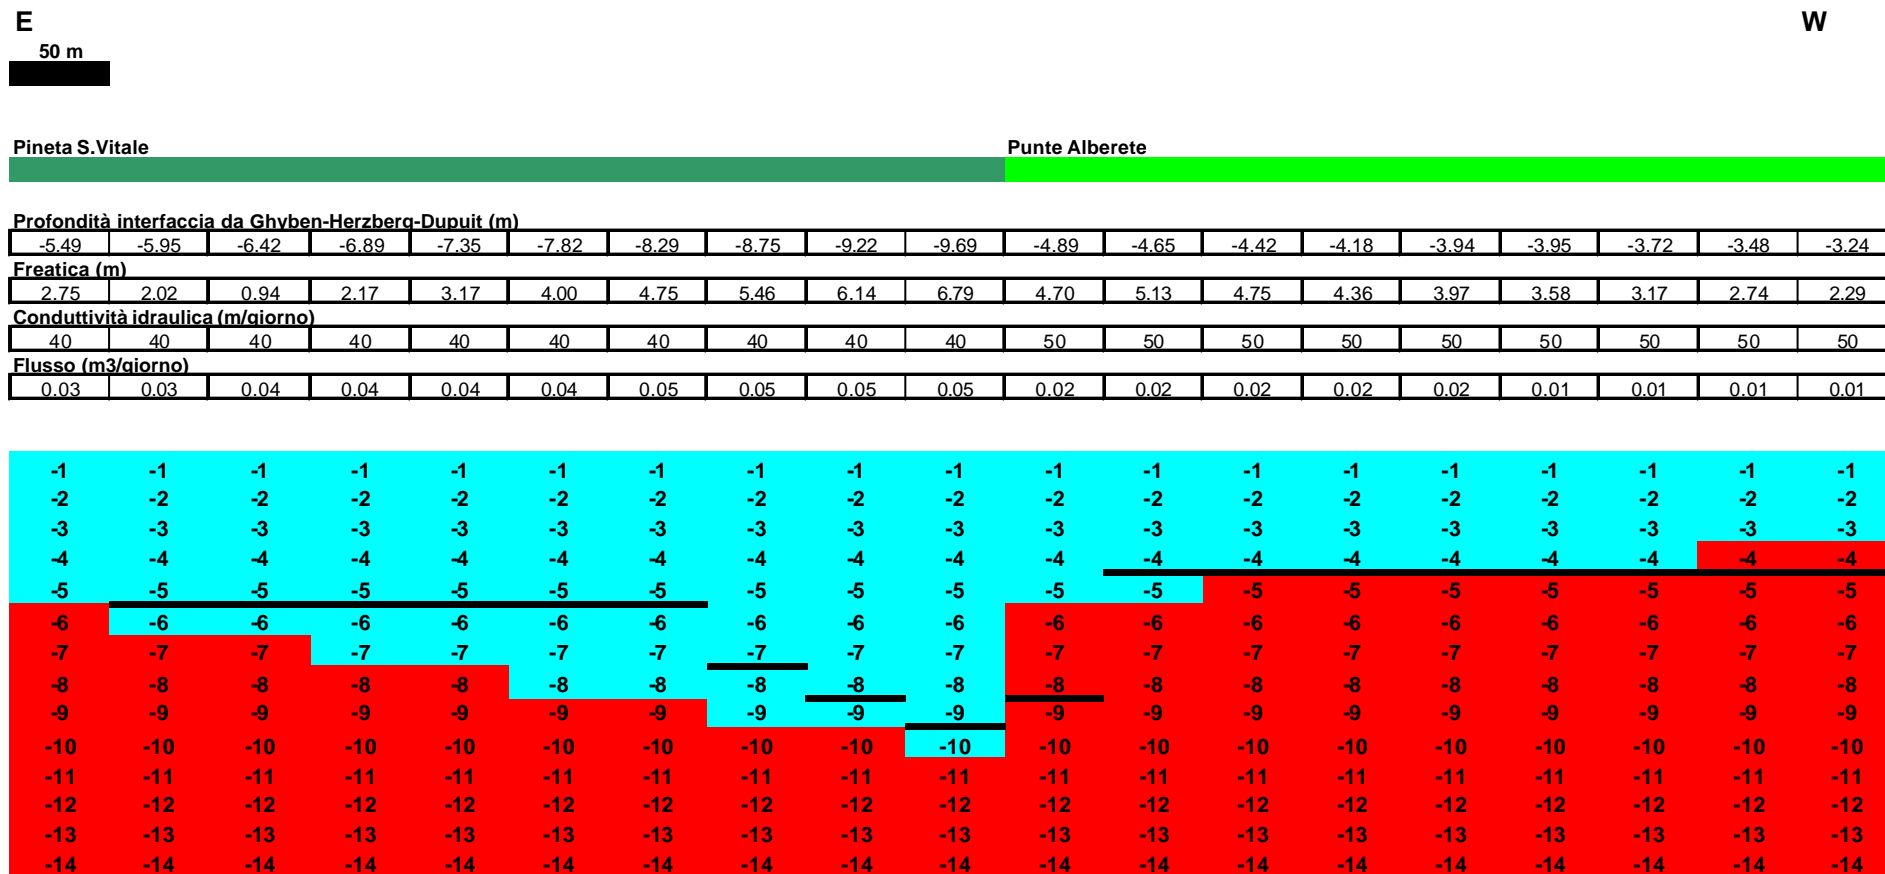 E W
50 m
Pineta S.Vitale Punte Alberete
Profondità interfaccia da Ghyben-Herzberg-Dupuit (m)
-5.49 -5.95 -6.42 -6.89 -7.35 -7.82 -8.29 -8.75 -9.22 -9.69 -4.89 -4.65 -4.42 -4.18 -3.94 -3.95 -3.72 -3.48 -3.24
Freatica (m)
2.75 2.02 0.94 2.17 3.17 4.00 4.75 5.46 6.14 6.79 4.70 5.13 4.75 4.36 3.97 3.58 3.17 2.74 2.29
Conduttività idraulica (m/giorno)
40 40 40 40 40 40 40 40 40 40 50 50 50 50 50 50 50 50 50
Flusso (m3/giorno)
0.03 0.03 0.04 0.04 0.04 0.04 0.05 0.05 0.05 0.05 0.02 0.02 0.02 0.02 0.02 0.01 0.01 0.01 0.01
-1 -1 -1 -1 -1 -1 -1 -1 -1 -1 -1 -1 -1 -1 -1 -1 -1 -1 -1
-2 -2 -2 -2 -2 -2 -2 -2 -2 -2 -2 -2 -2 -2 -2 -2 -2 -2 -2
-3 -3 -3 -3 -3 -3 -3 -3 -3 -3 -3 -3 -3 -3 -3 -3 -3 -3 -3
-4 -4 -4 -4 -4 -4 -4 -4 -4 -4 -4 -4 -4 -4 -4 -4 -4 -4 -4
-5 -5 -5 -5 -5 -5 -5 -5 -5 -5 -5 -5 -5 -5 -5 -5 -5 -5 -5
-6 -6 -6 -6 -6 -6 -6 -6 -6 -6 -6 -6 -6 -6 -6 -6 -6 -6 -6
-7 -7 -7 -7 -7 -7 -7 -7 -7 -7 -7 -7 -7 -7 -7 -7 -7 -7 -7
-8 -8 -8 -8 -8 -8 -8 -8 -8 -8 -8 -8 -8 -8 -8 -8 -8 -8 -8
-9 -9 -9 -9 -9 -9 -9 -9 -9 -9 -9 -9 -9 -9 -9 -9 -9 -9 -9
-10 -10 -10 -10 -10 -10 -10 -10 -10 -10 -10 -10 -10 -10 -10 -10 -10 -10 -10
-11 -11 -11 -11 -11 -11 -11 -11 -11 -11 -11 -11 -11 -11 -11 -11 -11 -11 -11
-12 -12 -12 -12 -12 -12 -12 -12 -12 -12 -12 -12 -12 -12 -12 -12 -12 -12 -12
-13 -13 -13 -13 -13 -13 -13 -13 -13 -13 -13 -13 -13 -13 -13 -13 -13 -13 -13
-14 -14 -14 -14 -14 -14 -14 -14 -14 -14 -14 -14 -14 -14 -14 -14 -14 -14 -14